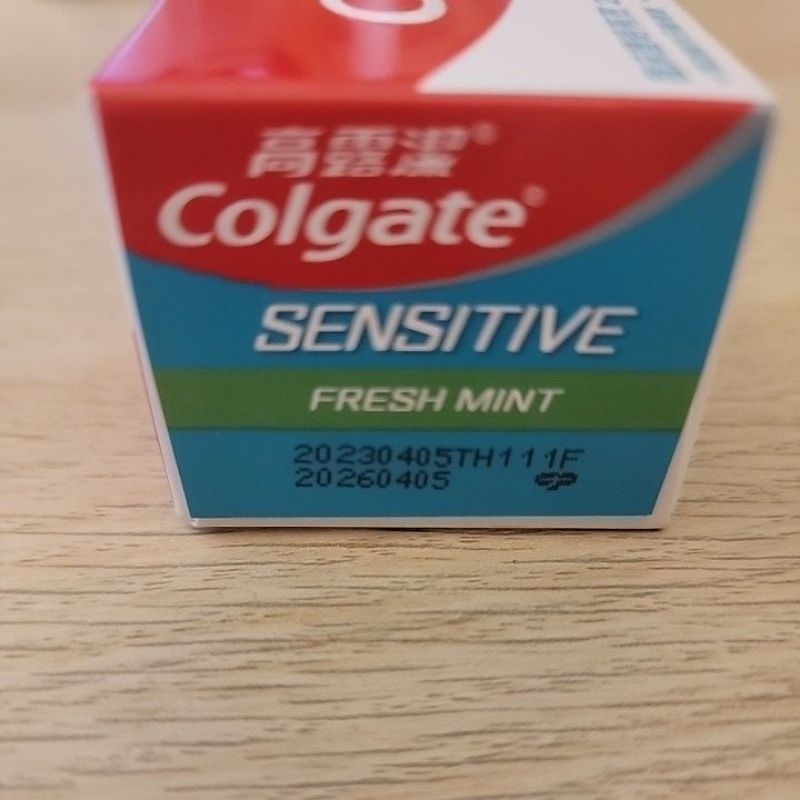 高露潔®
Colgate®
SENSITIVE
FRESH MINT
20230405TH111F
20260405